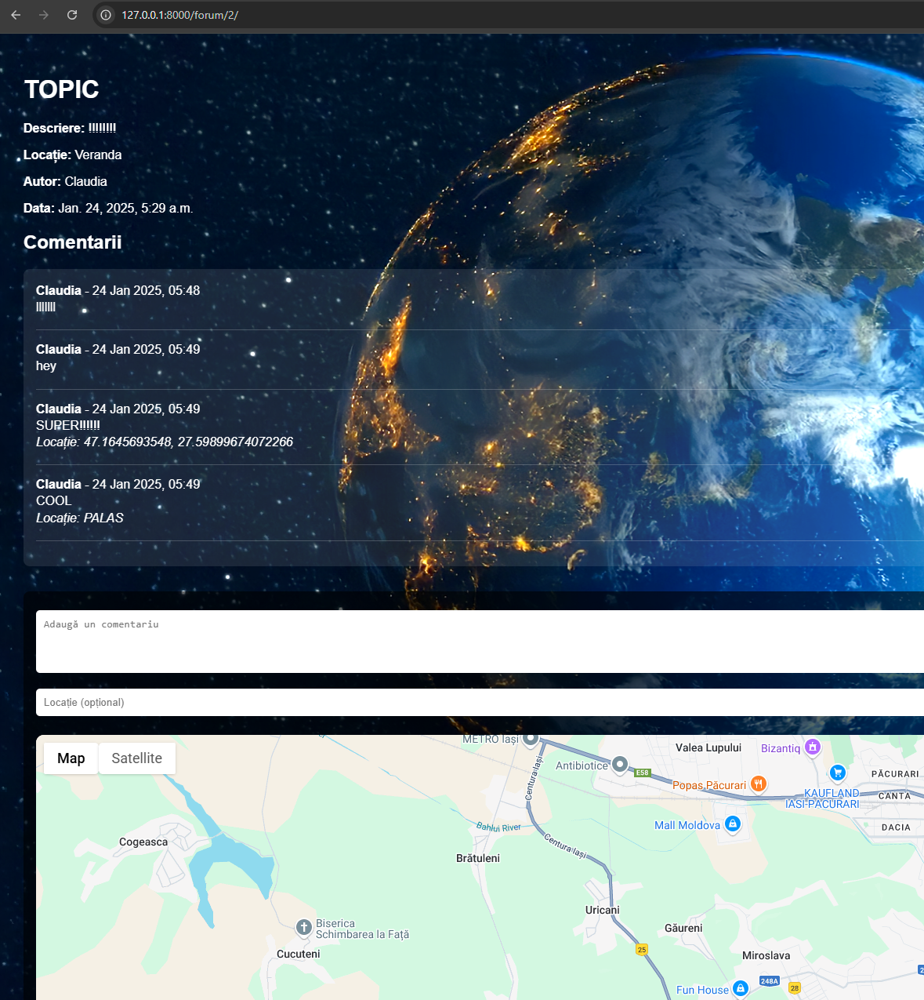 127.0.0.1:8000/forum/2/
TOPIC
Descriere: !!!!!!!!
Locație: Veranda
Autor: Claudia
Data: Jan. 24, 2025, 5:29 a.m.
Comentarii
Claudia - 24 Jan 2025, 05:48
Claudia - 24 Jan 2025, 05:49
hey
Claudia - 24 Jan 2025, 05:49
SUPER!!!!!!
Locație: 47.1645693548, 27.59899674072266
Claudia - 24 Jan 2025, 05:49
COOL
Locație: PALAS
Adaugă un comentariu
Locație (opțional)
Map
Satellite
METRO Iași
Valea Lupului
Bizantiq
Antibiotice
E58
Popas Păcurari
PĂCURARI
KAUFLAND
IASI-PACURARI
CANTA
Centura Iași
Mall Moldova
DACIA
Bahlui River
Cogeasca
Centura Iași
Brătuleni
Uricani
Biserica
Schimbarea la Față
Găureni
Cucuteni
25
Miroslava
248A
28
Fun House